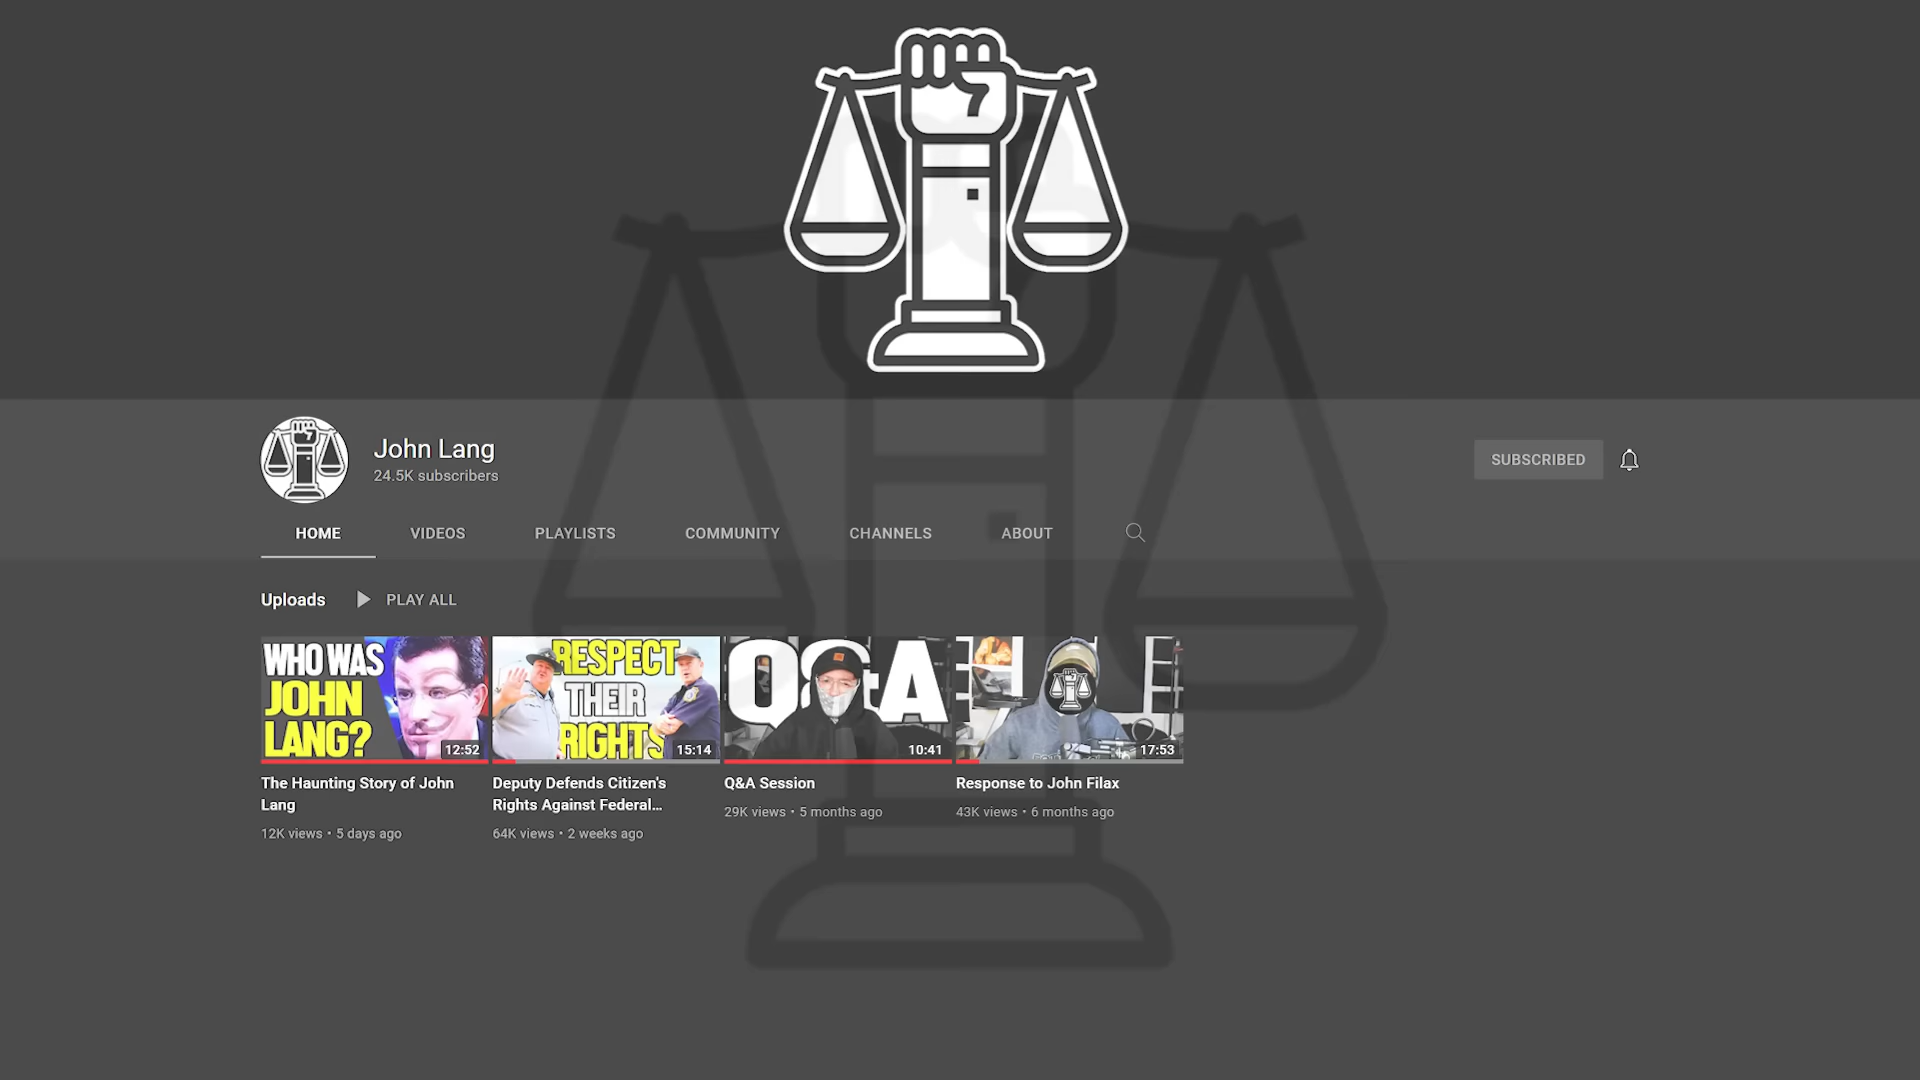 John Lang
24.5K subscribers
SUBSCRIBED
HOME
VIDEOS
PLAYLISTS
COMMUNITY
CHANNELS
ABOUT
Uploads
PLAY ALL
WHO WAS
JOHN
LANG?
12:52
The Haunting Story of John
Lang
12K views • 5 days ago
RESPECT
THEIR
RIGHTS
15:14
Deputy Defends Citizen's
Rights Against Federal...
64K views • 2 weeks ago
Q&A
10:41
Q&A Session
29K views • 5 months ago
17:53
Response to John Filax
43K views • 6 months ago